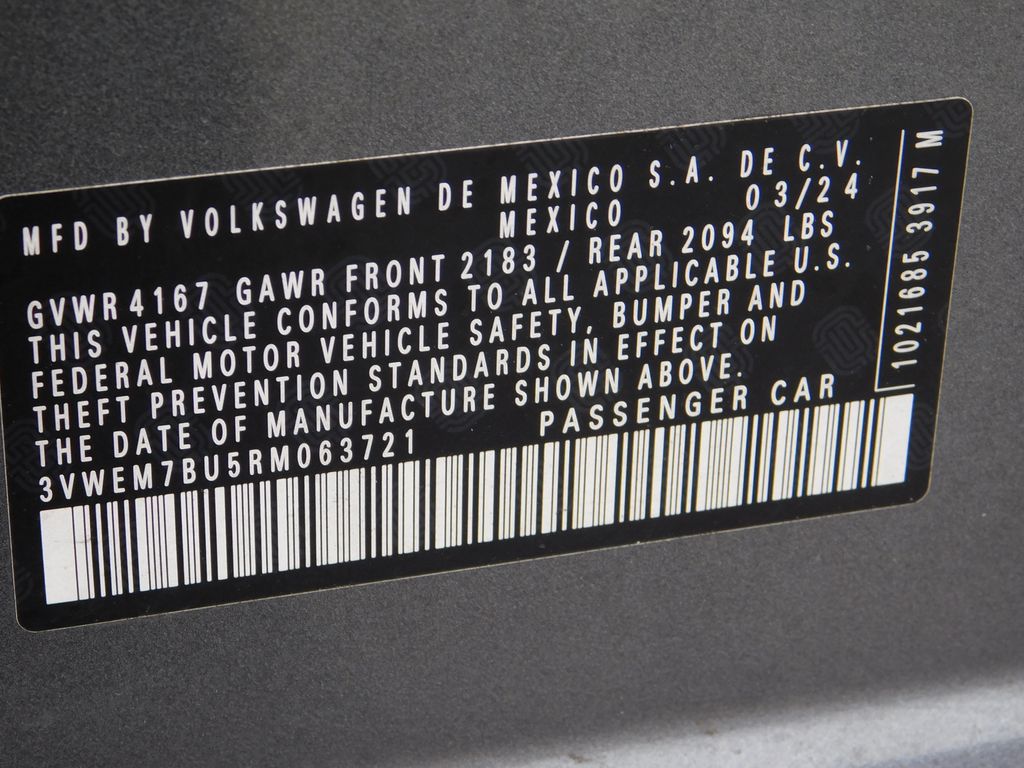 MFD BY VOLKSWAGEN DE MEXICO S.A. DE C.V.
MEXICO 03/24
GVWR 4167 GAWR FRONT 2183 / REAR 2094 LBS
THIS VEHICLE CONFORMS TO ALL APPLICABLE U.S.
FEDERAL MOTOR VEHICLE SAFETY, BUMPER AND
THEFT PREVENTION STANDARDS IN EFFECT ON
THE DATE OF MANUFACTURE SHOWN ABOVE.
3VWEM7BU5RM063721 PASSENGER CAR
1021685 3917 M